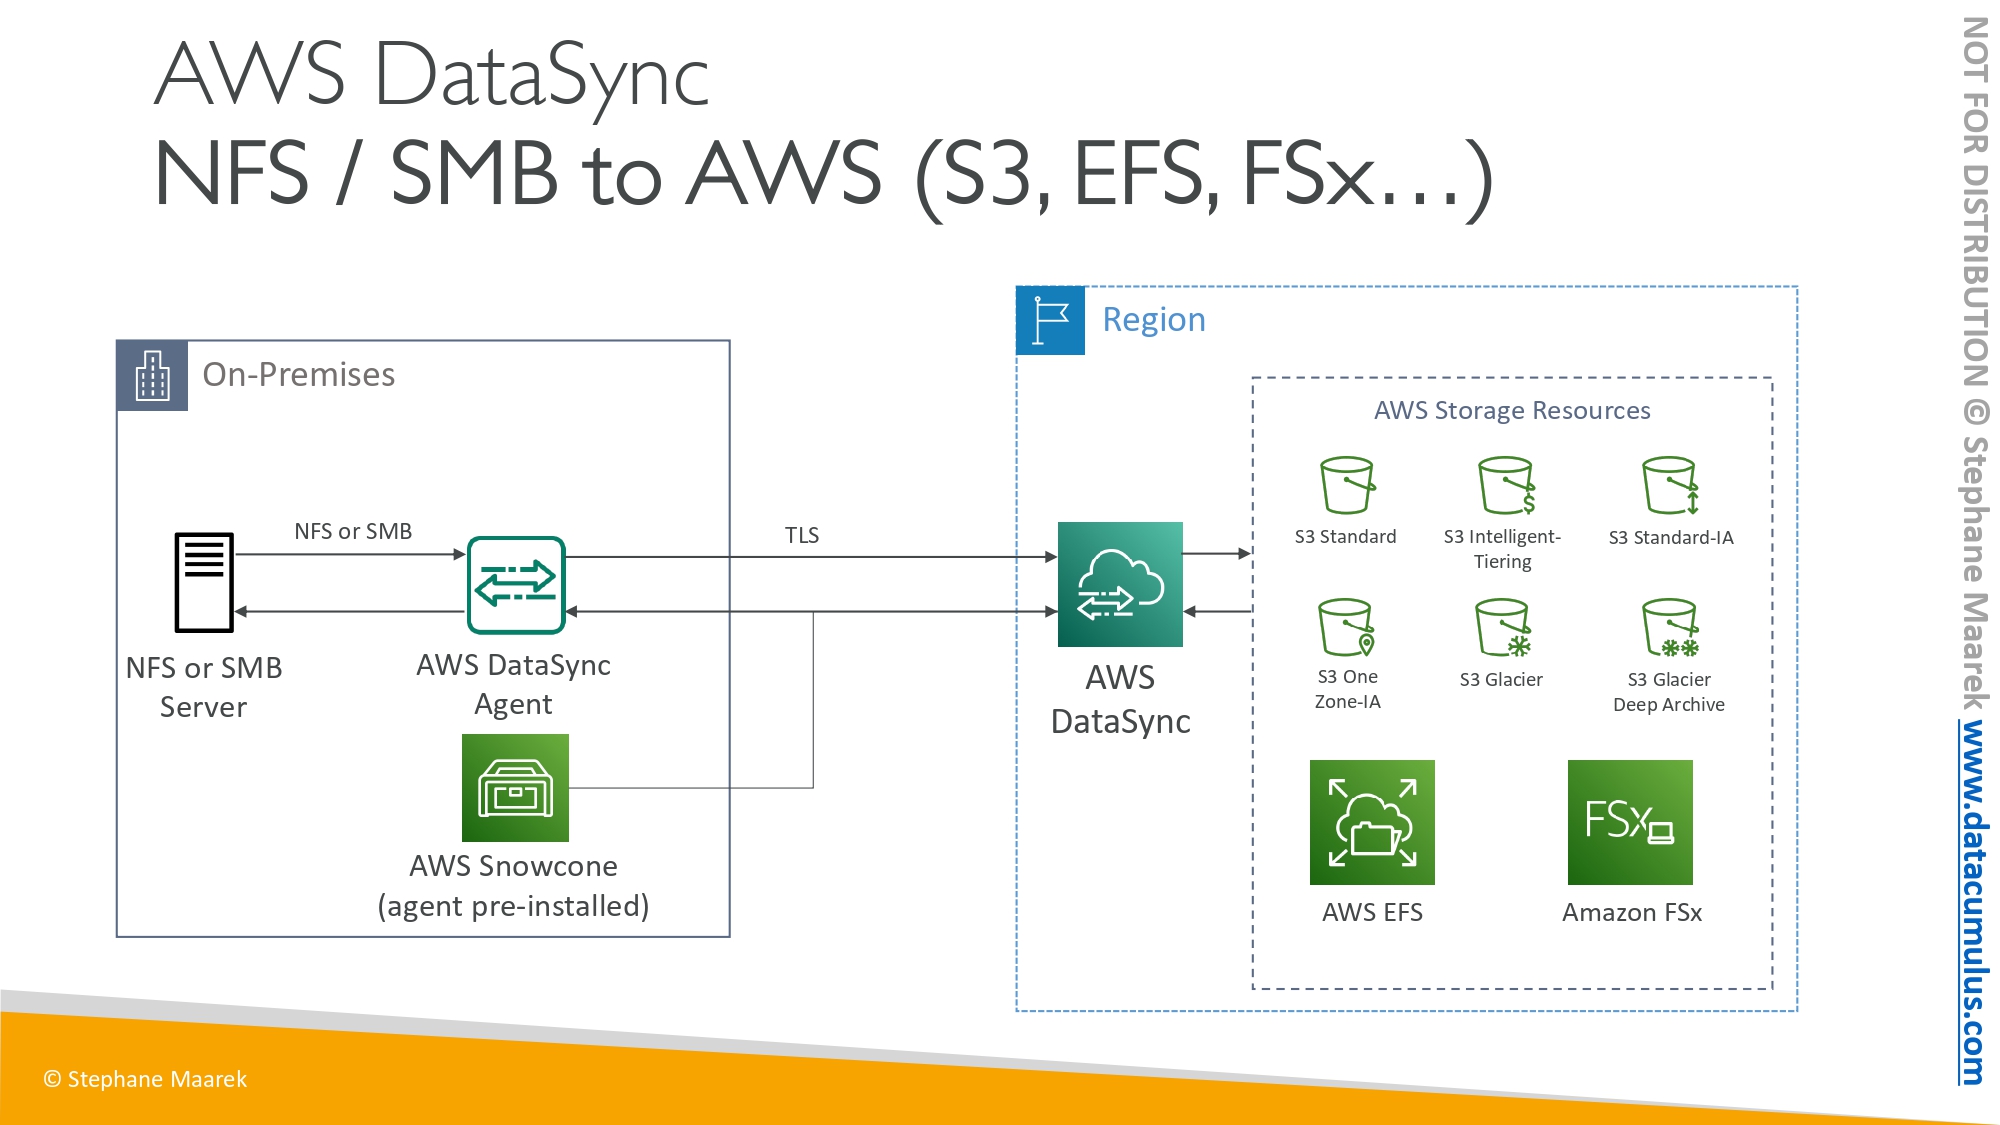 AWS DataSync
NFS / SMB to AWS (S3, EFS, FSx…)
On-Premises
NFS or SMB
NFS or SMB
Server
AWS DataSync
Agent
AWS Snowcone
(agent pre-installed)
TLS
Region
AWS
DataSync
AWS Storage Resources
S3 Standard
S3 Intelligent-
Tiering
S3 Standard-IA
S3 One
Zone-IA
S3 Glacier
S3 Glacier
Deep Archive
AWS EFS
FSx
Amazon FSx
© Stephane Maarek
NOT FOR DISTRIBUTION © Stephane Maarek www.datacumulus.com